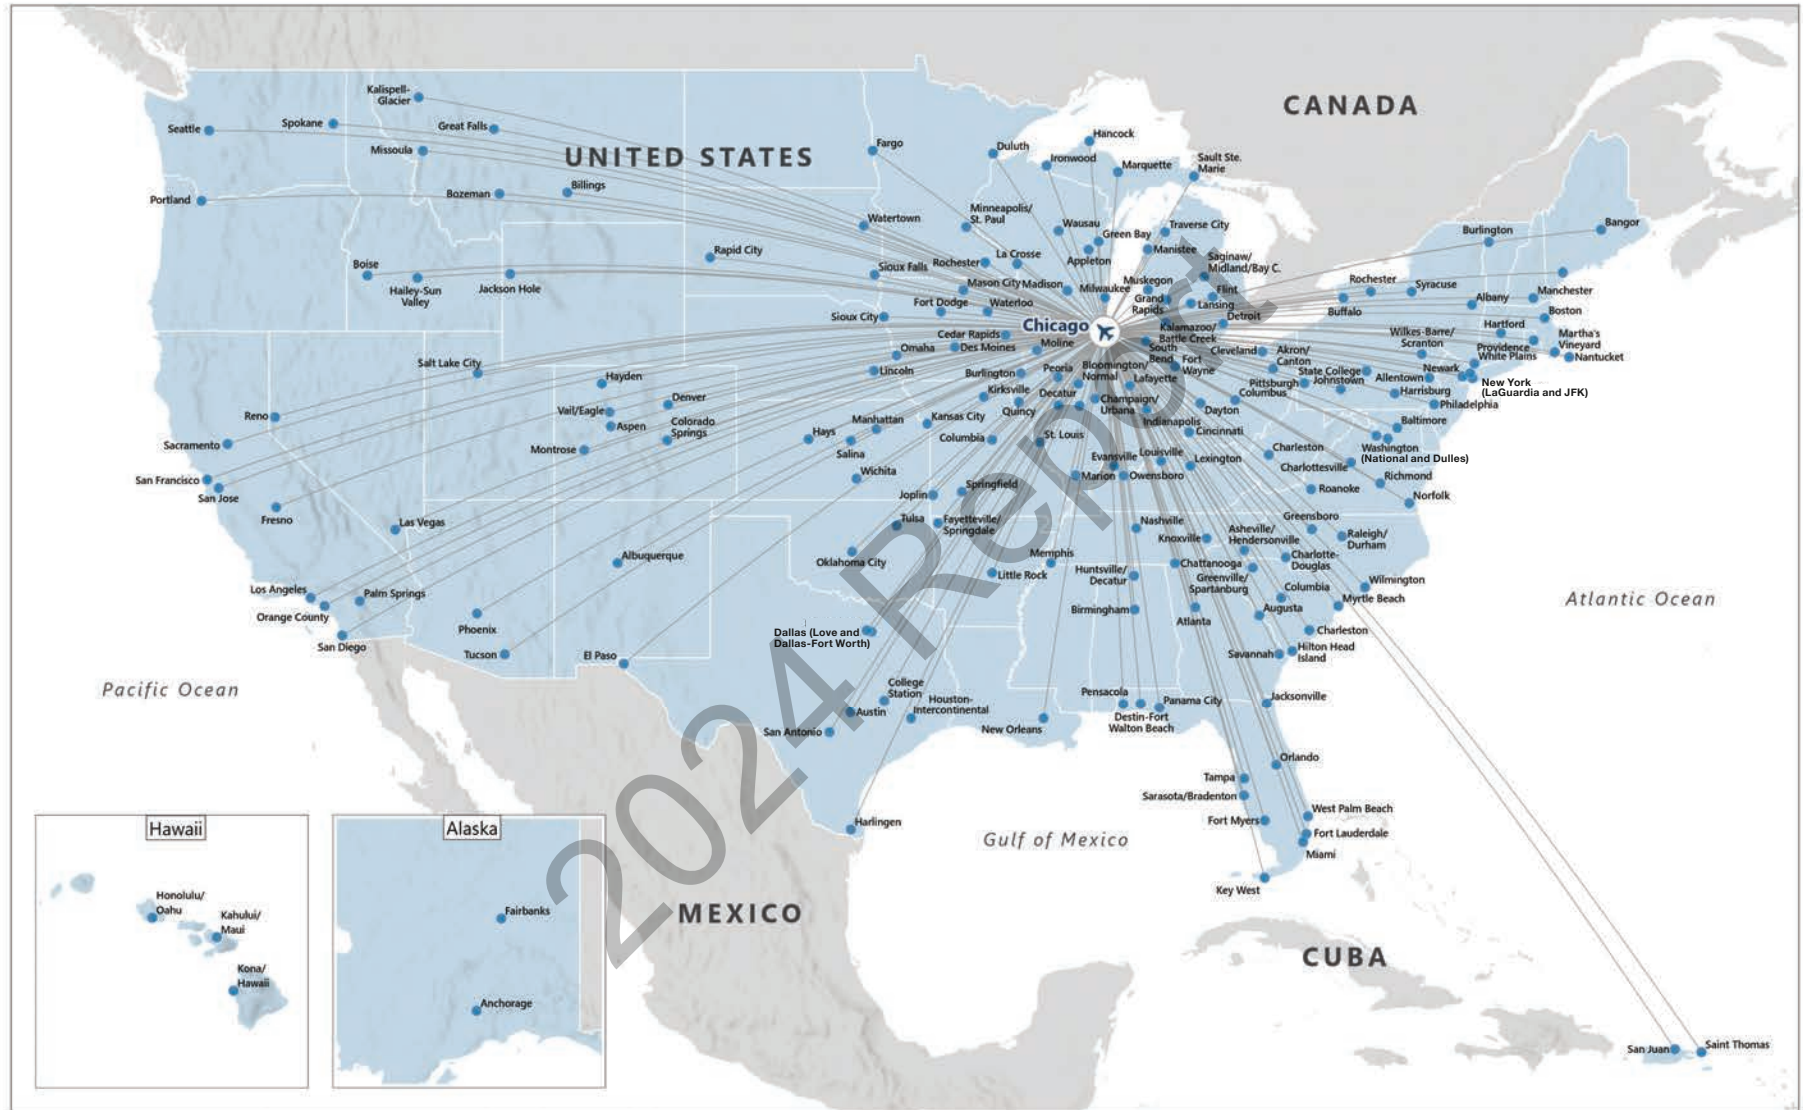 CANADA
UNITED STATES
MEXICO
CUBA
Pacific Ocean
Atlantic Ocean
Gulf of Mexico
2024 Report
Chicago
Kalispell-
Glacier
Seattle
Spokane
Great Falls
Missoula
Portland
Bozeman
Billings
Boise
Hailey-Sun
Valley
Jackson Hole
Rapid City
Fargo
Duluth
Hancock
Ironwood
Marquette
Sault Ste.
Marie
Watertown
Minneapolis/
St. Paul
Wausau
Green Bay
Appleton
Traverse City
Manistee
Saginaw/
Midland/Bay C.
Sioux Falls
Rochester
La Crosse
Mason City
Madison
Milwaukee
Muskegon
Grand
Rapids
Flint
Lansing
Detroit
Fort Dodge
Waterloo
Sioux City
Cedar Rapids
Kalamazoo/
Battle Creek
Omaha
Des Moines
Moline
South
Bend
Fort
Wayne
Cleveland
Akron/
Canton
Burlington
Bangor
Rochester
Syracuse
Buffalo
Albany
Manchester
Boston
Hartford
Providence
Martha's
Vineyard
Nantucket
Wilkes-Barre/
Scranton
White Plains
Newark
New York
(LaGuardia and JFK)
State College
Allentown
Pittsburgh
Johnstown
Harrisburg
Philadelphia
Columbus
Dayton
Baltimore
Washington
(National and Dulles)
Salt Lake City
Hayden
Denver
Vail/Eagle
Aspen
Colorado
Springs
Montrose
Reno
Sacramento
San Francisco
San Jose
Fresno
Las Vegas
Lincoln
Burlington
Peoria
Bloomington/
Normal
Lafayette
Kirksville
Decatur
Quincy
Champaign/
Urbana
Indianapolis
Cincinnati
Manhattan
Kansas City
Hays
Salina
Columbia
St. Louis
Evansville
Louisville
Lexington
Wichita
Marion
Owensboro
Charleston
Charlottesville
Richmond
Roanoke
Norfolk
Joplin
Springfield
Tulsa
Fayetteville/
Springdale
Nashville
Knoxville
Asheville/
Hendersonville
Greensboro
Raleigh/
Durham
Charlotte-
Douglas
Albuquerque
Oklahoma City
Memphis
Little Rock
Huntsville/
Decatur
Chattanooga
Greenville/
Spartanburg
Columbia
Wilmington
Myrtle Beach
Los Angeles
Orange County
Palm Springs
San Diego
Phoenix
Tucson
El Paso
Birmingham
Atlanta
Augusta
Charleston
Dallas (Love and
Dallas-Fort Worth)
Savannah
Hilton Head
Island
College
Station
Austin
Houston-
Intercontinental
San Antonio
New Orleans
Pensacola
Destin-Fort
Walton Beach
Panama City
Jacksonville
Orlando
Tampa
Sarasota/Bradenton
Fort Myers
West Palm Beach
Fort Lauderdale
Miami
Key West
Harlingen
San Juan
Saint Thomas
Hawaii
Honolulu/
Oahu
Kahului/
Maui
Kona/
Hawaii
Alaska
Fairbanks
Anchorage